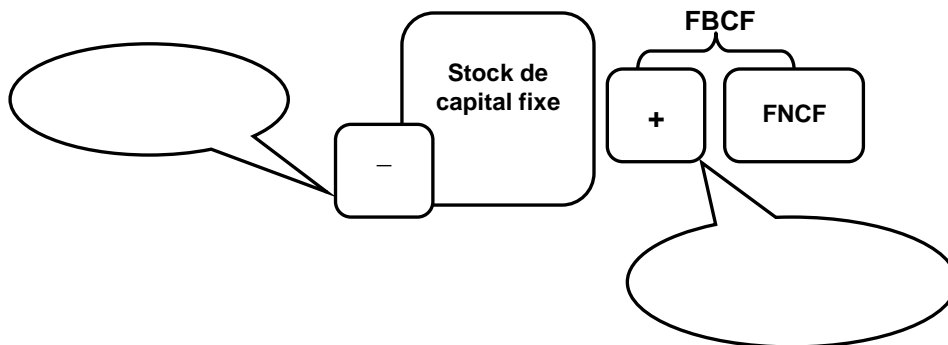 FBCF
Stock de
capital fixe
+
FNCF
–